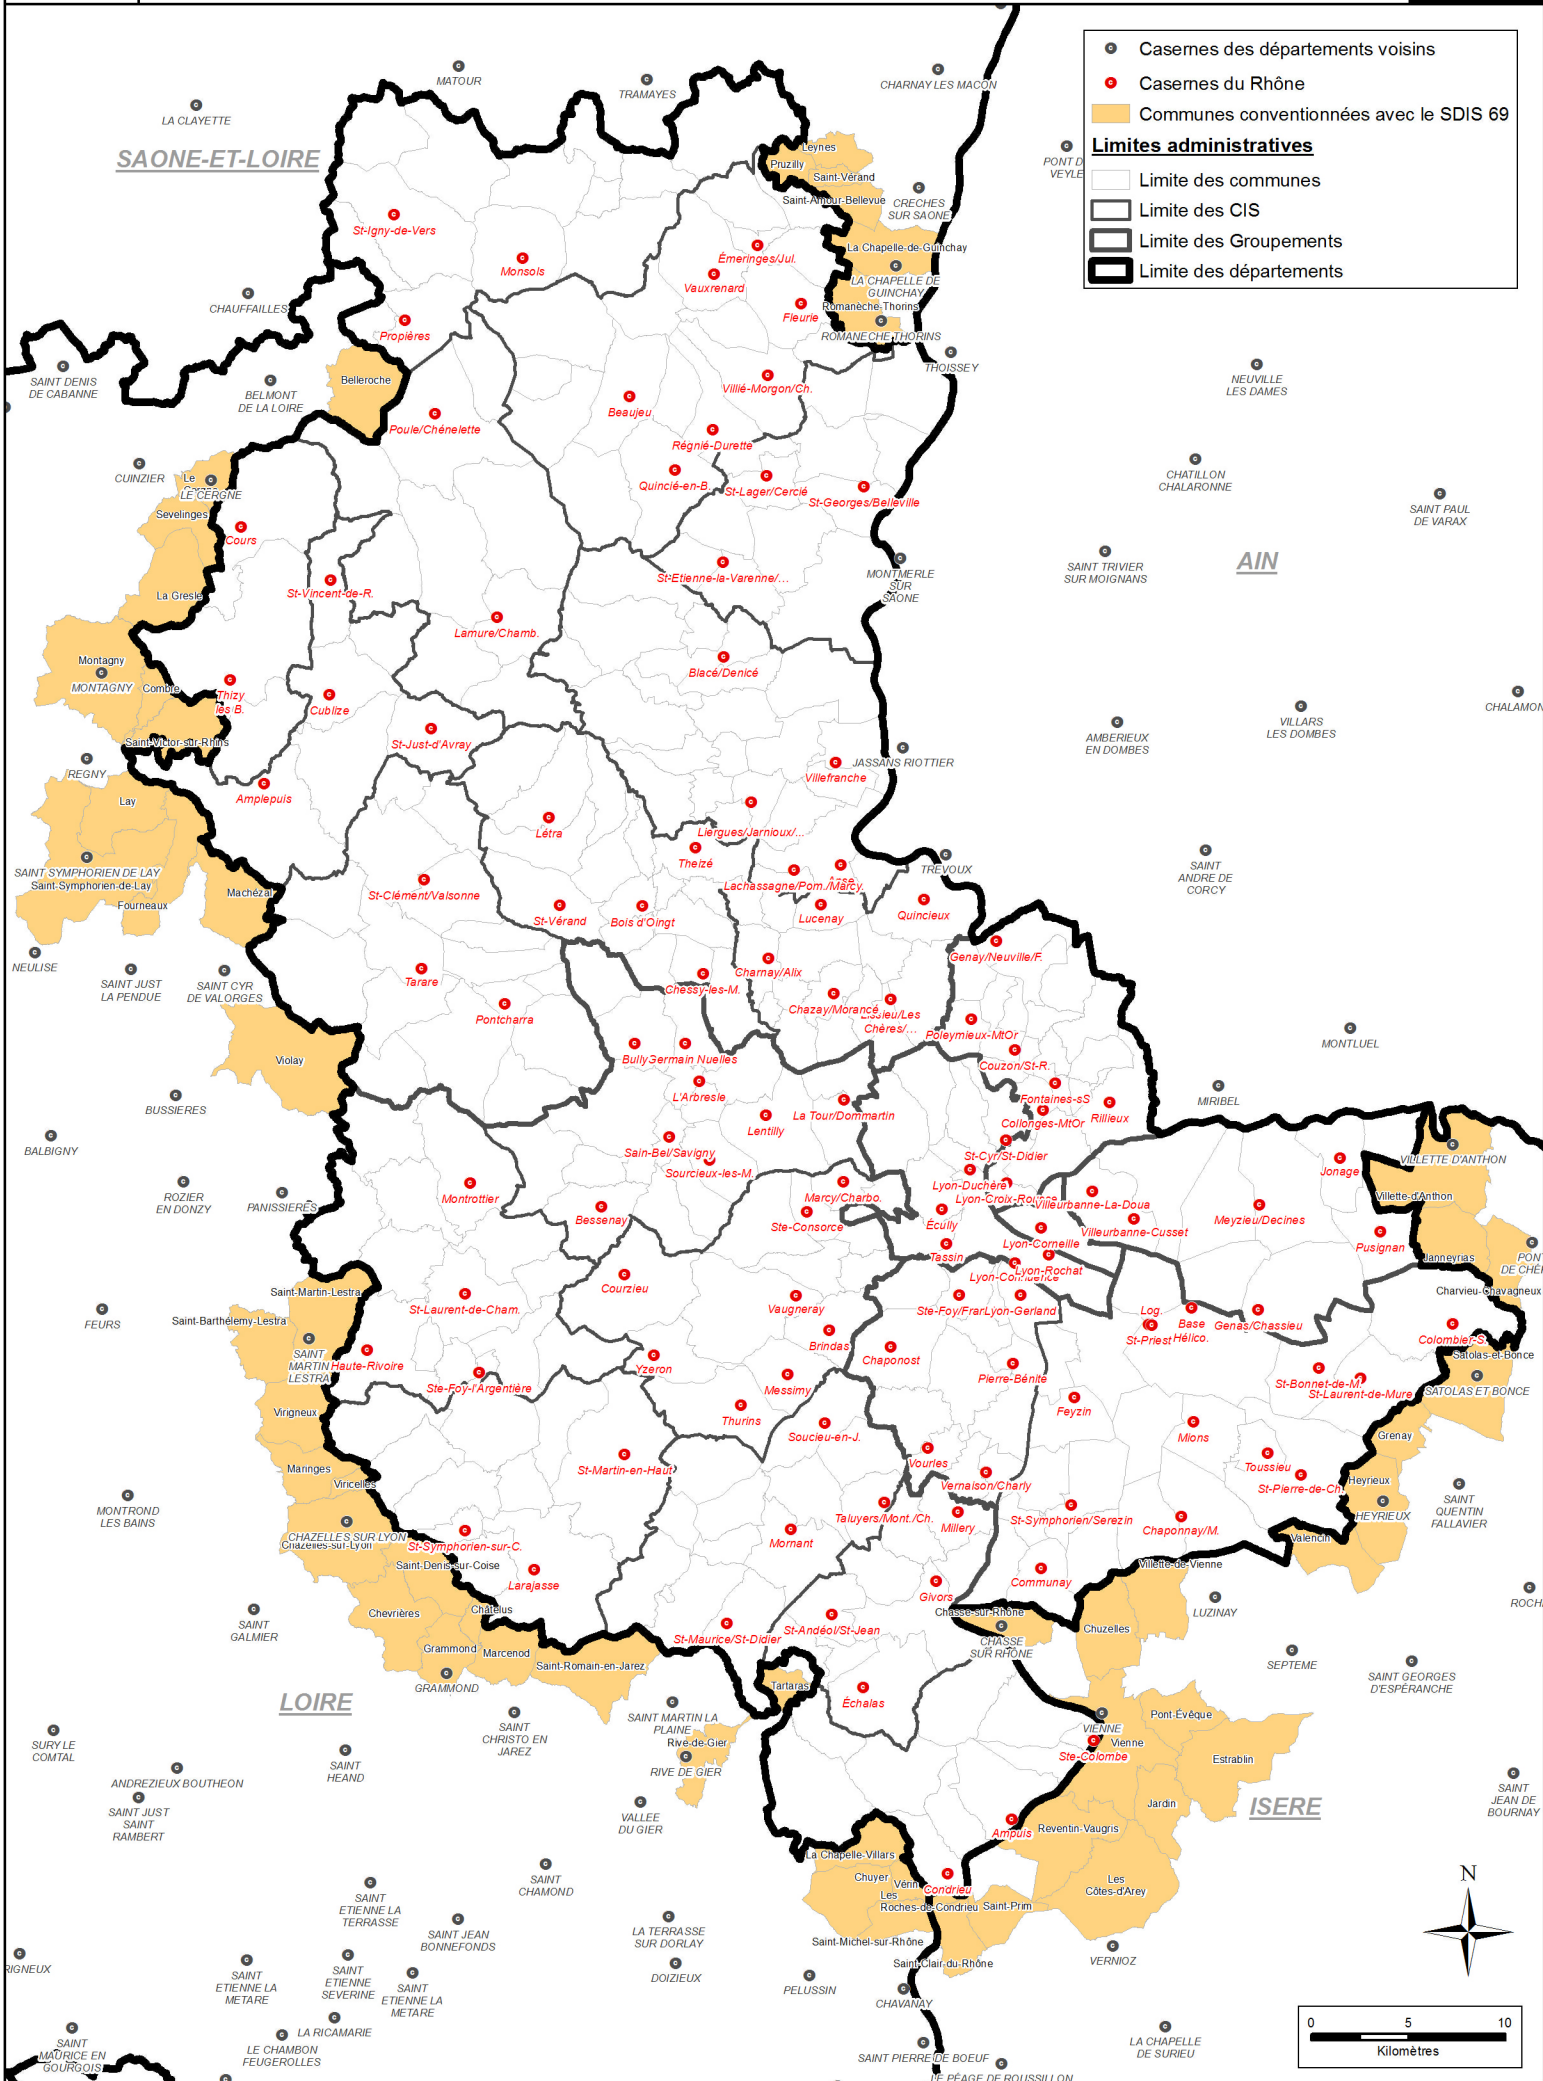 Casernes des départements voisins
Casernes du Rhône
Communes conventionnées avec le SDIS 69
Limites administratives
Limite des communes
Limite des CIS
Limite des Groupements
Limite des départements
MATOUR
TRAMAYES
CHARNAY LES MACON
LA CLAYETTE
SAONE-ET-LOIRE
Leynes
Pruzilly
Saint-Vérand
Saint-Amour-Bellevue
CRECHES
SUR SAONE
St-Igny-de-Vers
Monsols
Émeringes/Jul.
Vauxrenard
La Chapelle-de-Guinchay
LA CHAPELLE DE
GUINCHAY
CHAUFFAILLES
Fleurie
Romanèche-Thorins
ROMANECHE THORINS
Propières
THOISSEY
SAINT DENIS
DE CABANNE
BELMONT
DE LA LOIRE
Belleroche
Villié-Morgon/Ch.
NEUVILLE
LES DAMES
Beaujeu
Poule/Chénelette
Régnié-Durette
CUINZIER
Le
LE CERGNE
Sevelinges
Quincié-en-B.
St-Lager/Cercié
St-Georges/Belleville
CHATILLON
CHALARONNE
SAINT PAUL
DE VARAX
Cours
AIN
St-Etienne-la-Varenne/...
MONTMERLE
SUR
SAONE
SAINT TRIVIER
SUR MOIGNANS
La Gresle
St-Vincent-de-R.
Lamure/Chamb.
Montagny
MONTAGNY
Combre
Blacé/Denicé
Thizy
les B.
Cublize
CHALAMON
VILLARS
LES DOMBES
Saint-Victor-sur-Rhins
St-Just-d'Avray
AMBERIEUX
EN DOMBES
JASSANS RIOTTIER
REGNY
Villefranche
Amplepuis
Lay
Létra
Liergues/Jarnioux/...
SAINT SYMPHORIEN DE LAY
Saint-Symphorien-de-Lay
Fourneaux
Machézal
St-Clément/Valsonne
Theizé
Lachassagne/Pom./Marcy.
TREVOUX
SAINT
ANDRE DE
CORCY
St-Vérand
Bois d'Oingt
Lucenay
Quincieux
NEULISE
SAINT JUST
LA PENDUE
SAINT CYR
DE VALORGES
Tarare
Chessy-les-M.
Charnay/Alix
Genay/Neuville/F.
Pontcharra
Chazay/Morancé
Lissieu/Les
Chères/...
Poleymieux-MtOr
MONTLUEL
Violay
Bully
Germain Nuelles
Couzon/St-R.
BUSSIERES
L'Arbresle
Fontaines-sS
MIRIBEL
La Tour/Dommartin
Lentilly
Collonges-MtOr
Rillieux
BALBIGNY
Sain-Bel/Savigny
Sourcieux-les-M.
St-Cyr/St-Didier
Jonage
VILLETTE D'ANTHON
ROZIER
EN DONZY
PANISSIERES
Montrottier
Marcy/Charbo.
Lyon-Duchère
Villeurbanne-La-Doua
Villette-d'Anthon
Bessenay
Ste-Consorce
Écully
Villeurbanne-Cusset
Meyzieu/Decines
Pusignan
Tassin
Lyon-Corneille
Janneyrias
Lyon-Rochat
Saint-Martin-Lestra
Courzieu
Charvieu-Chavagneux
Saint-Barthélemy-Lestra
St-Laurent-de-Cham.
Vaugneray
Lyon-Gerland
FEURS
Log.
St-Priest
Base
Hélico.
Genas/Chassieu
Colombier-S.
Brindas
SAINT
MARTIN
LESTRA
Haute-Rivoire
Chaponost
Satolas-et-Bonce
SATOLAS ET BONCE
Ste-Foy-l'Argentière
Yzeron
Messimy
Pierre-Bénite
St-Bonnet-de-M.
St-Laurent-de-Mure
Virigneux
Thurins
Feyzin
Soucieu-en-J.
Mions
Grenay
Maringes
Viricelles
St-Martin-en-Haut
Vourles
Toussieu
Heyrieux
HEYRIEUX
Vernaison/Charly
St-Pierre-de-Ch.
MONTROND
LES BAINS
SAINT
QUENTIN
FALLAVIER
CHAZELLES SUR LYON
Chazelles-sur-Lyon
Taluyers/Mont./Ch.
Millery
St-Symphorien/Serezin
Chaponnay/M.
St-Symphorien-sur-C.
Mornant
Valencin
Saint-Denis-sur-Coise
Larajasse
Communay
Villette-de-Vienne
Givors
Chevrières
Châtelus
LUZINAY
SAINT
GALMIER
St-Maurice/St-Didier
St-Andéol/St-Jean
Chasse-sur-Rhône
CHASSE
SUR RHÔNE
Chuzelles
Grammond
Marcenod
Saint-Romain-en-Jarez
SEPTEME
GRAMMOND
SAINT GEORGES
D'ESPÉRANCHE
LOIRE
Tartaras
Échalas
SAINT
CHRISTO EN
JAREZ
SAINT MARTIN LA
PLAINE
Rive-de-Gier
RIVE DE GIER
VIENNE
Vienne
Pont-Évêque
Ste-Colombe
Estrablin
SURY LE
COMTAL
SAINT
HEAND
ANDREZIEUX BOUTHEON
SAINT JUST
SAINT
RAMBERT
VALLEE
DU GIER
Jardin
ISERE
SAINT
JEAN DE
BOURNAY
Ampuis
Reventin-Vaugris
La Chapelle-Villars
Chuyer
Vérin
Condrieu
Les
Roches-de-Condrieu
Saint-Prim
Les
Côtes-d'Arey
SAINT
CHAMOND
N
SAINT
ETIENNE LA
TERRASSE
SAINT JEAN
BONNEFONDS
LA TERRASSE
SUR DORLAY
Saint-Michel-sur-Rhône
Saint-Clair-du-Rhône
VERNIOZ
SAINT
ETIENNE LA
METARE
SAINT
ETIENNE
SEVERINE
SAINT
ETIENNE LA
METARE
DOIZIEUX
PELUSSIN
CHAVANAY
LA RICAMARIE
LE CHAMBON
FEUGEROLLES
SAINT
MAURICE EN
GOURGOIS
SAINT PIERRE DE BOEUF
LA CHAPELLE
DE SURIEU
LE PÉAGE DE ROUSSILLON
0 5 10
Kilomètres